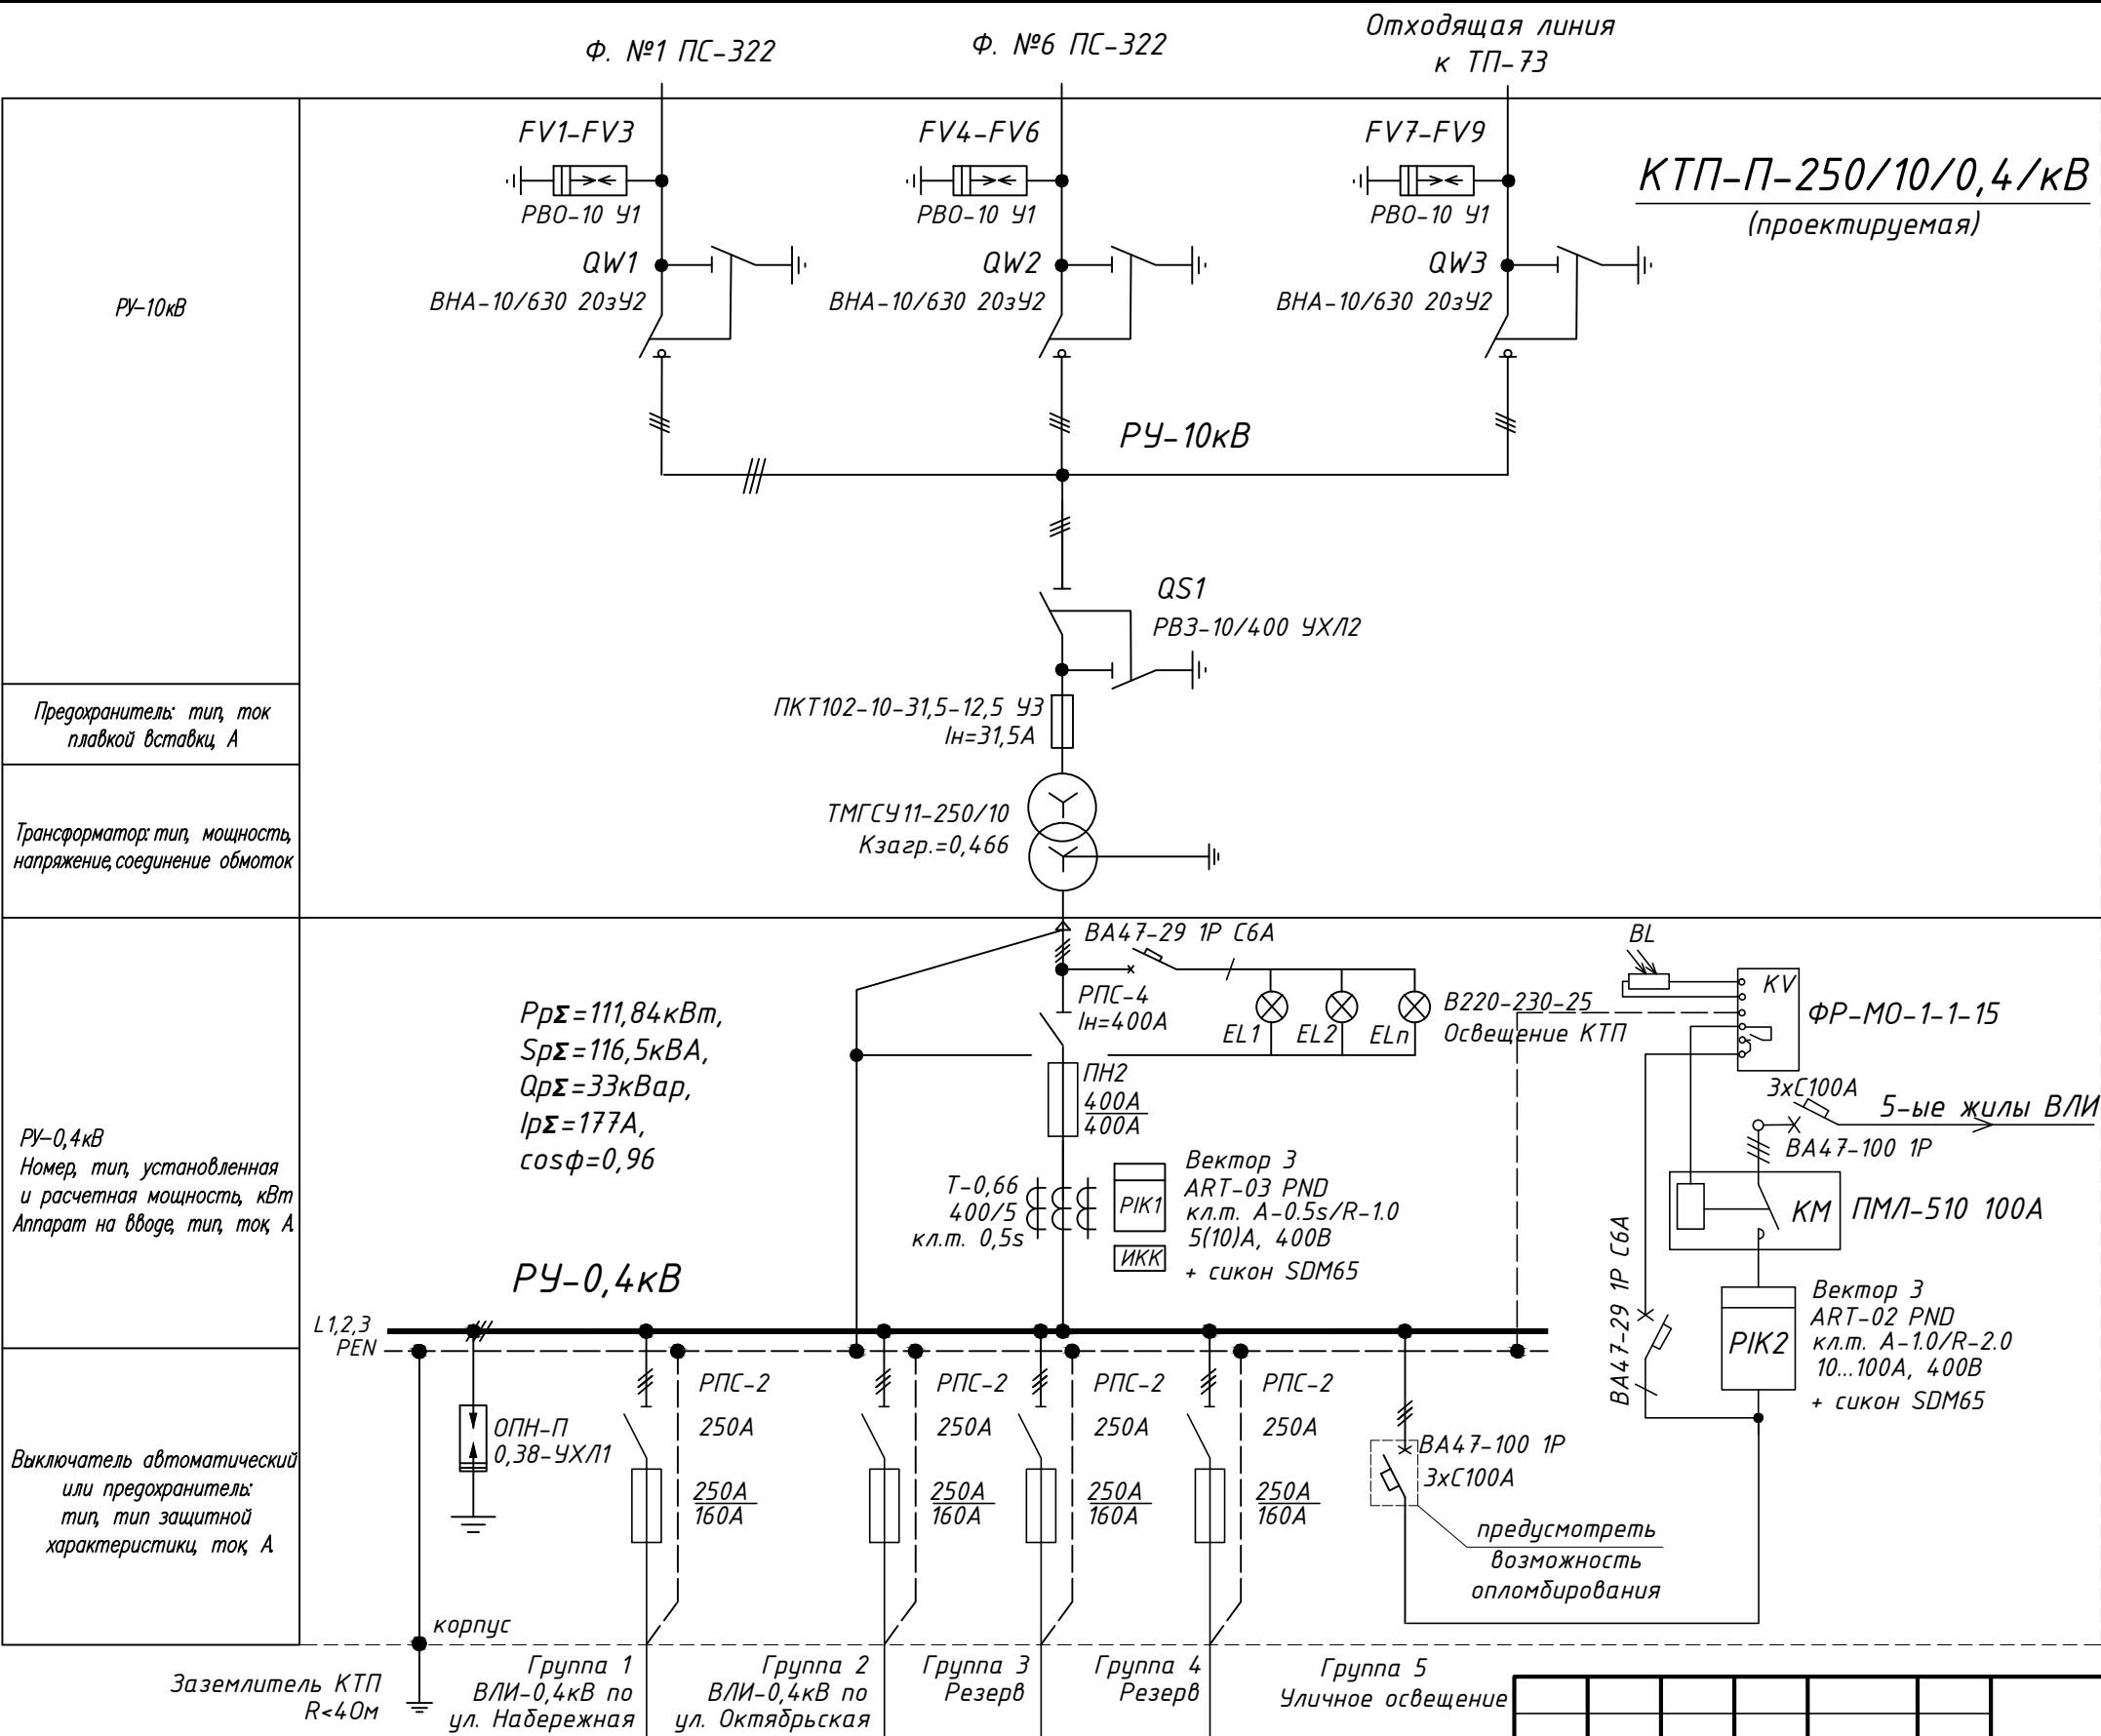 Ф. №1 ПС-322
Ф. №6 ПС-322
Отходящая линия
к ТП-73
КТП-П-250/10/0,4/кВ
(проектируемая)
FV1-FV3
РВО-10 У1
FV4-FV6
РВО-10 У1
FV7-FV9
РВО-10 У1
QW1
ВНА-10/630 20зУ2
QW2
ВНА-10/630 20зУ2
QW3
ВНА-10/630 20зУ2
РУ-10кВ
РУ-10кВ
QS1
РВЗ-10/400 УХЛ2
Предохранитель: тип, ток
плавкой вставки, А
ПКТ102-10-31,5-12,5 У3
Iн=31,5А
Трансформатор: тип, мощность,
напряжение, соединение обмоток
ТМГСУ11-250/10
Кзагр.=0,466
РУ-0,4кВ
Номер, тип, установленная
и расчетная мощность, кВт
Аппарат на вводе, тип, ток, А
PpΣ=111,84кВт,
SpΣ=116,5кВА,
QpΣ=33кВар,
IpΣ=177А,
cosф=0,96
ВА47-29 1Р С6А
РПС-4
Iн=400А
EL1
EL2
ELn
В220-230-25
Освещение КТП
ПН2
400А
400А
Т-0,66
400/5
кл.т. 0,5s
PIK1
ИКК
Вектор 3
ART-03 PND
кл.т. А-0.5s/R-1.0
5(10)А, 400В
+ сикон SDM65
BL
KV
ФР-МО-1-1-15
3хС100А
5-ые жилы ВЛИ
ВА47-100 1Р
КМ
ПМЛ-510 100А
ВА47-29 1Р С6А
PIK2
Вектор 3
ART-02 PND
кл.т. А-1.0/R-2.0
10...100А, 400В
+ сикон SDM65
РУ-0,4кВ
L1,2,3
PEN
Выключатель автоматический
или предохранитель:
тип, тип защитной
характеристики, ток, А
ОПН-П
0,38-УХЛ1
РПС-2
250А
250А
160А
РПС-2
250А
250А
160А
РПС-2
250А
250А
160А
РПС-2
250А
250А
160А
ВА47-100 1Р
3хС100А
предусмотреть
возможность
опломбирования
корпус
Заземлитель КТП
R<4Ом
Группа 1
ВЛИ-0,4кВ по
ул. Набережная
Группа 2
ВЛИ-0,4кВ по
ул. Октябрьская
Группа 3
Резерв
Группа 4
Резерв
Группа 5
Уличное освещение